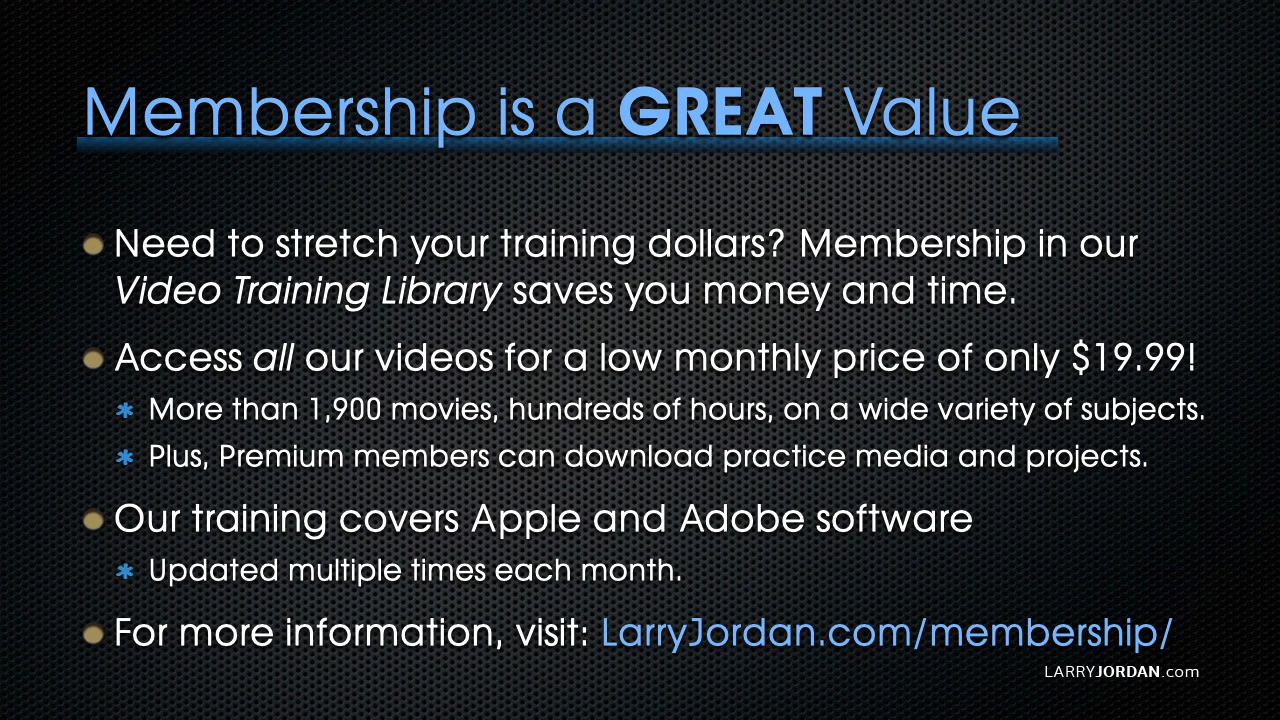 Membership is a GREAT Value
Need to stretch your training dollars? Membership in our
Video Training Library saves you money and time.
Access all our videos for a low monthly price of only $19.99!
More than 1,900 movies, hundreds of hours, on a wide variety of subjects.
Plus, Premium members can download practice media and projects.
Our training covers Apple and Adobe software
Updated multiple times each month.
For more information, visit: LarryJordan.com/membership/
LARRYJORDAN.com